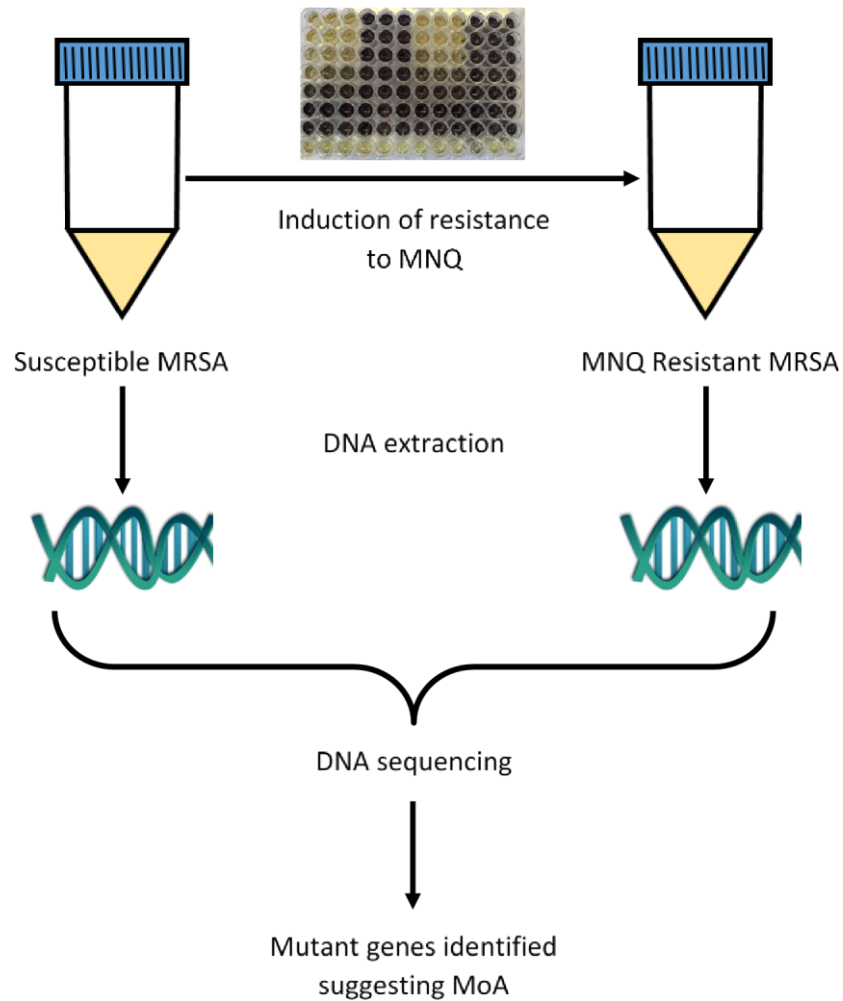 Induction of resistance
to MNQ
Susceptible MRSA
MNQ Resistant MRSA
DNA extraction
DNA sequencing
Mutant genes identified
suggesting MoA